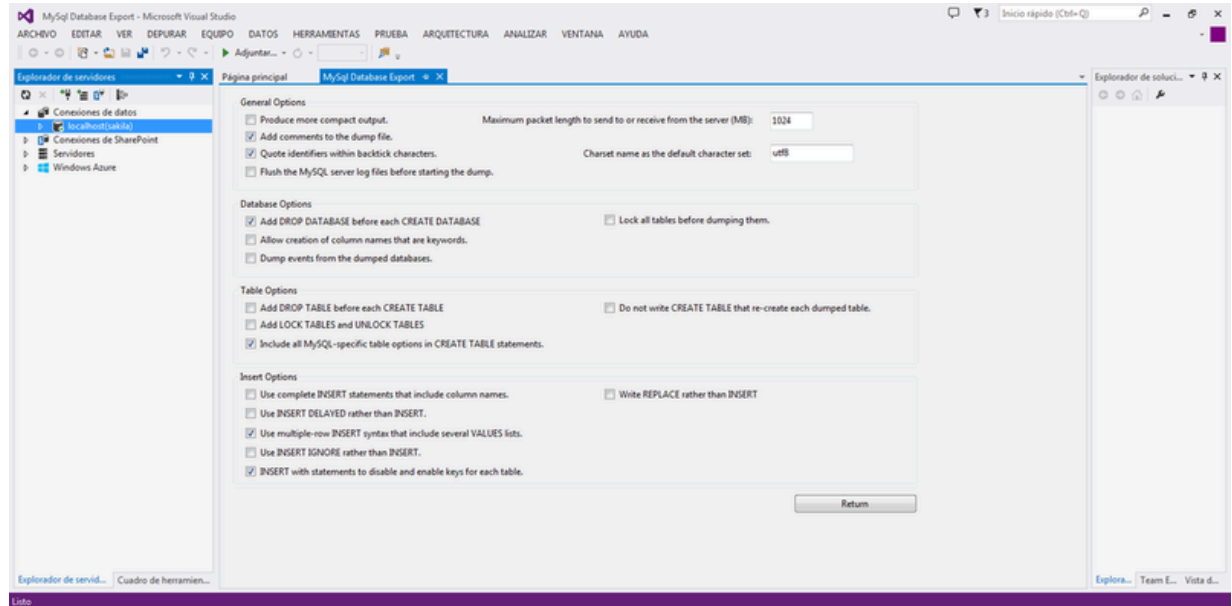 MySql Database Export - Microsoft Visual Studio
3
Inicio rápido (Ctrl+Q)
ARCHIVO EDITAR VER DEPURAR EQUIPO DATOS HERRAMIENTAS PRUEBA ARQUITECTURA ANALIZAR VENTANA AYUDA
Adjuntar...
Explorador de servidores
Página principal
MySql Database Export
Explorador de soluci...
Conexiones de datos
localhost(sakila)
Conexiones de SharePoint
Servidores
Windows Azure
General Options
Produce more compact output.
Maximum packet length to send to or receive from the server (MB): 1024
Add comments to the dump file.
Quote identifiers within backtick characters.
Charset name as the default character set: utf8
Flush the MySQL server log files before starting the dump.
Database Options
Add DROP DATABASE before each CREATE DATABASE
Lock all tables before dumping them.
Allow creation of column names that are keywords.
Dump events from the dumped databases.
Table Options
Add DROP TABLE before each CREATE TABLE
Do not write CREATE TABLE that re-create each dumped table.
Add LOCK TABLES and UNLOCK TABLES
Include all MySQL-specific table options in CREATE TABLE statements.
Insert Options
Use complete INSERT statements that include column names.
Write REPLACE rather than INSERT
Use INSERT DELAYED rather than INSERT.
Use multiple-row INSERT syntax that include several VALUES lists.
Use INSERT IGNORE rather than INSERT.
INSERT with statements to disable and enable keys for each table.
Return
Explorador de servid...
Cuadro de herramien...
Explora...
Team E...
Vista d...
Listo